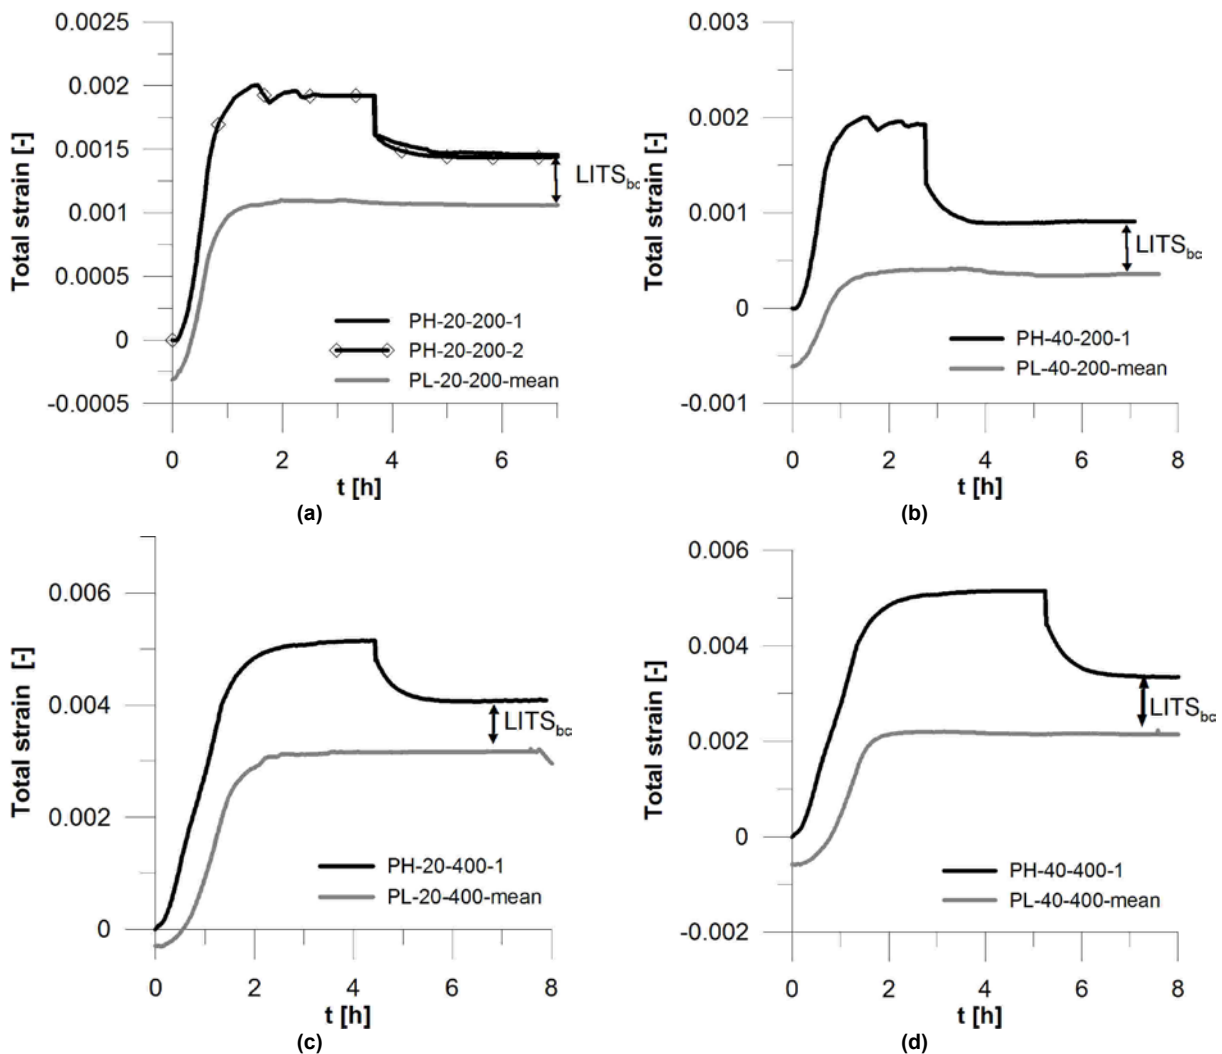 0.0025
0.002
0.0015
0.001
0.0005
0
-0.0005
Total strain [-]
LITSbc
PH-20-200-1
PH-20-200-2
PL-20-200-mean
0 2 4 6
t [h]
(a)
0.003
0.002
0.001
0
-0.001
Total strain [-]
LITSbc
PH-40-200-1
PL-40-200-mean
0 2 4 6 8
t [h]
(b)
0.006
0.004
0.002
0
Total strain [-]
LITSbc
PH-20-400-1
PL-20-400-mean
0 2 4 6 8
t [h]
(c)
0.006
0.004
0.002
0
-0.002
Total strain [-]
LITSbc
PH-40-400-1
PL-40-400-mean
0 2 4 6 8
t [h]
(d)